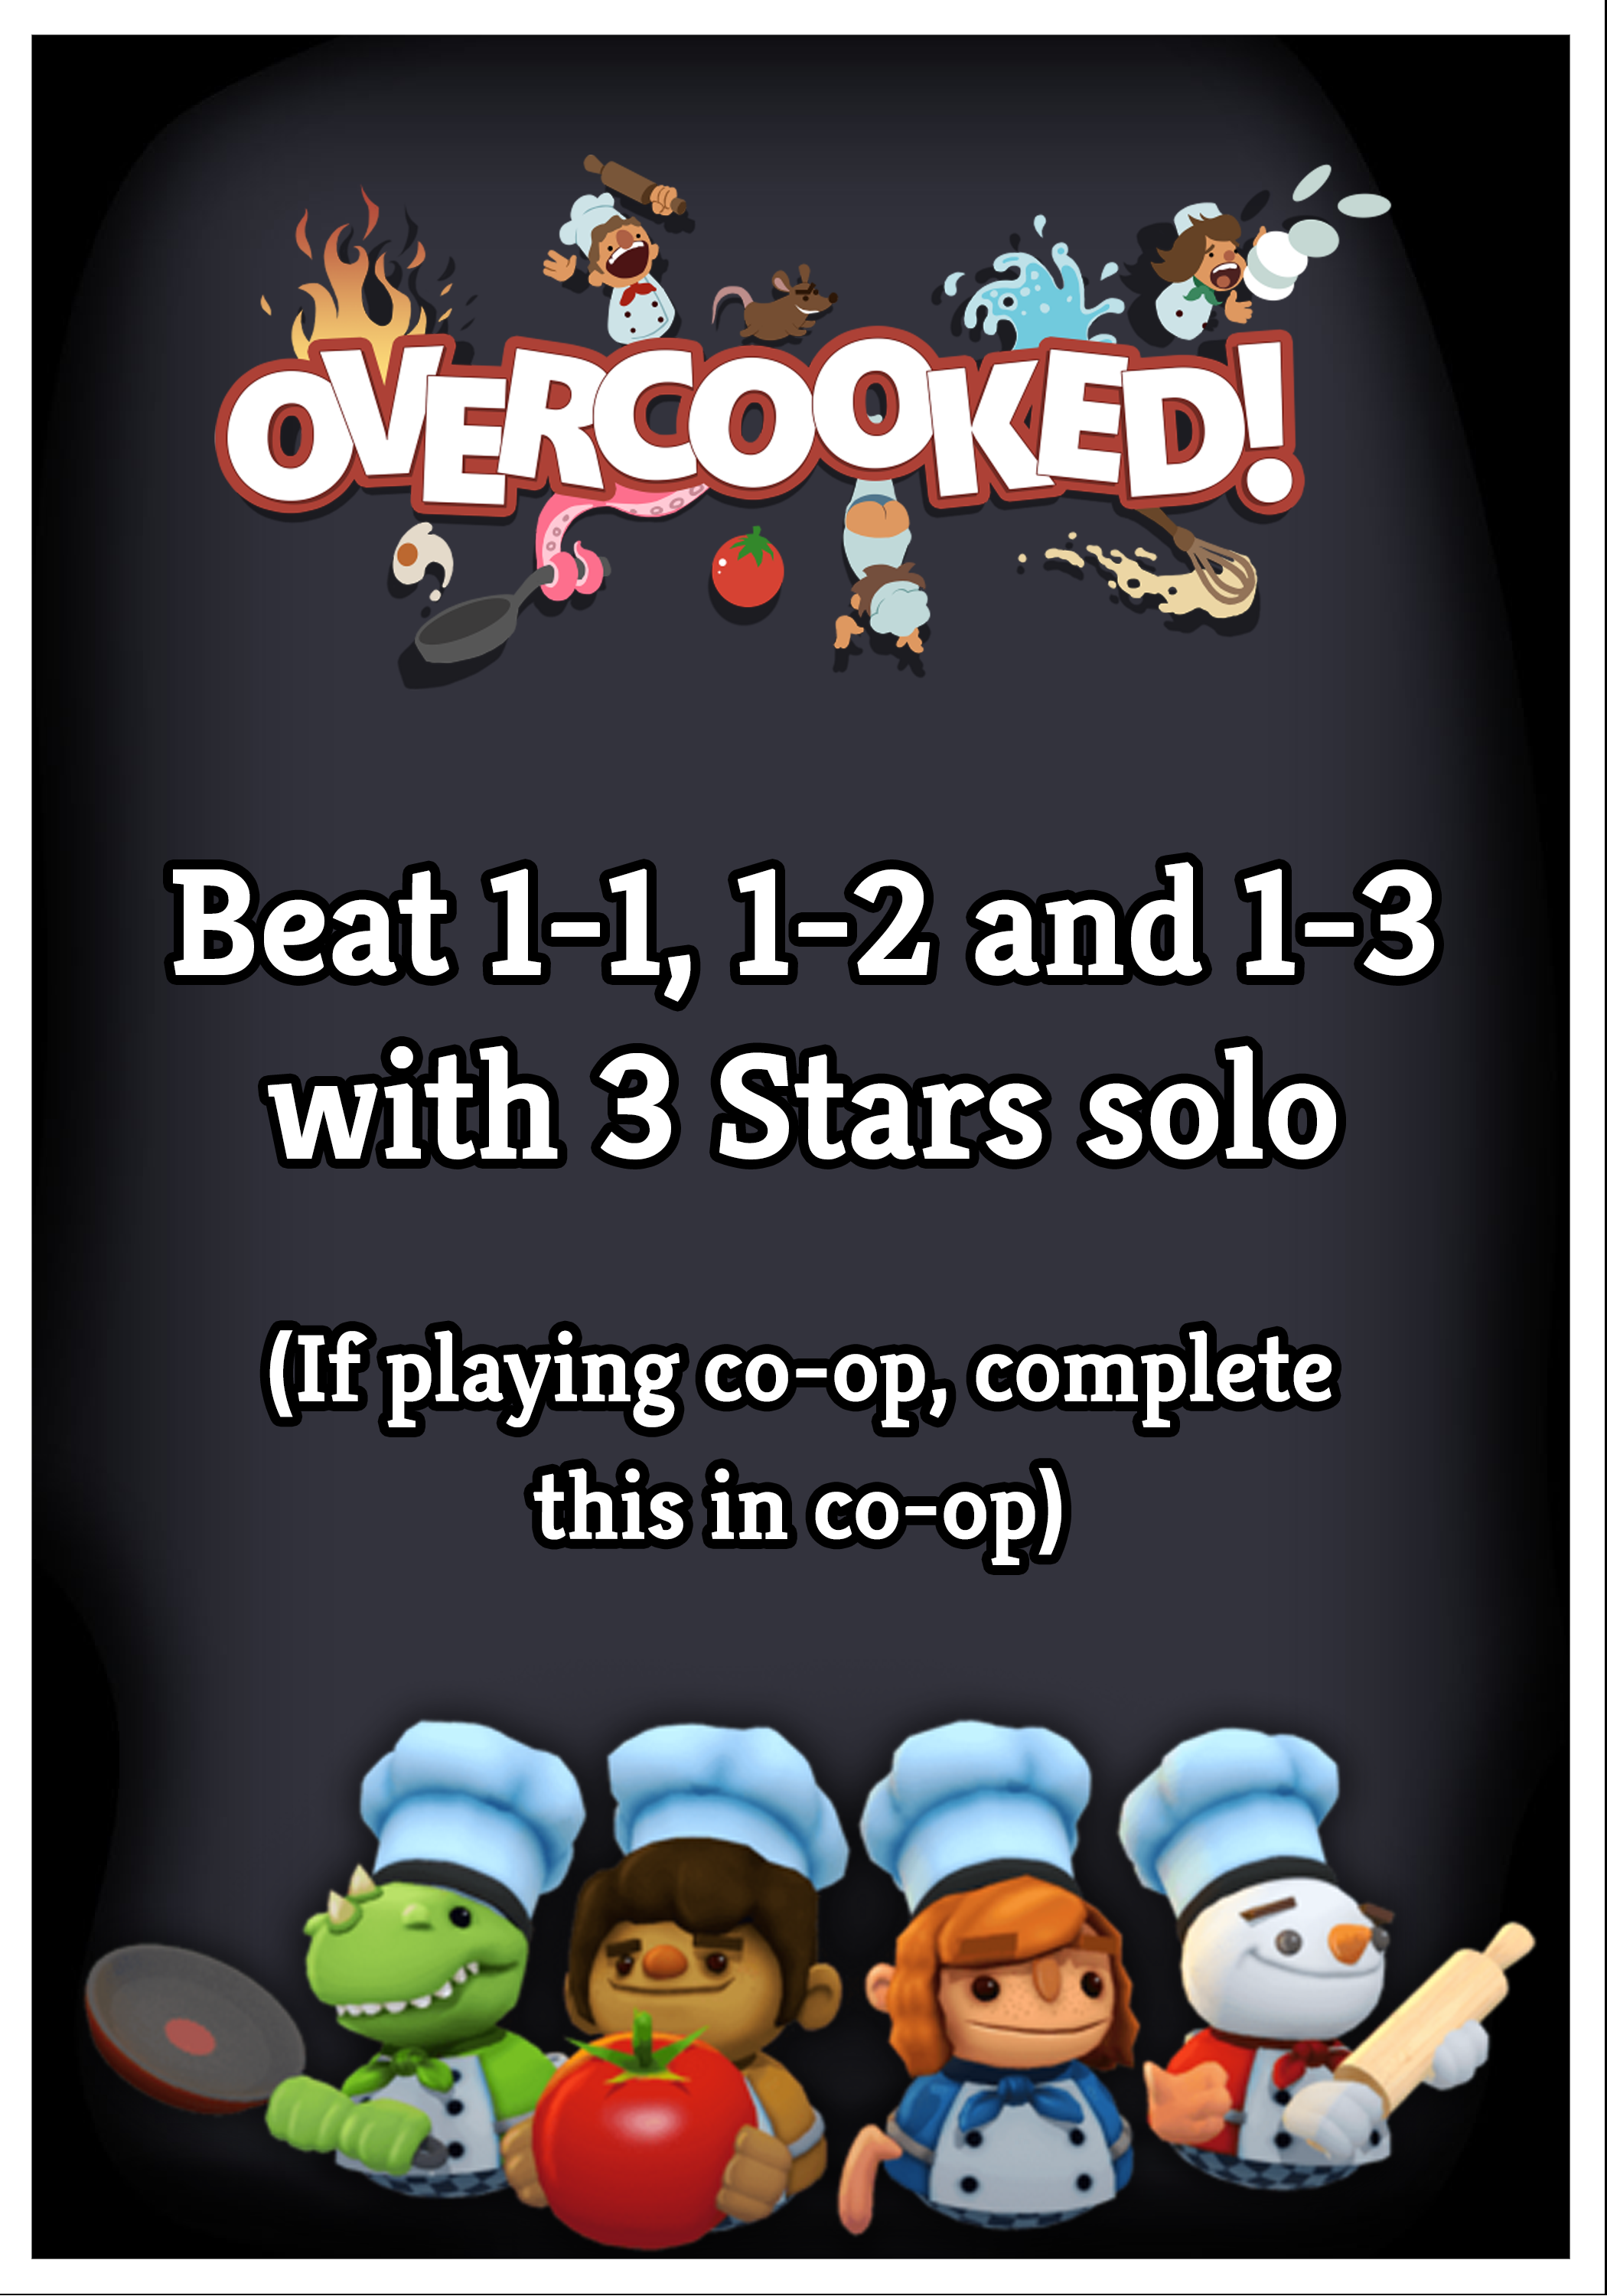 OVERCOOKED!
Beat 1-1, 1-2 and 1-3
with 3 Stars solo
(If playing co-op, complete
this in co-op)